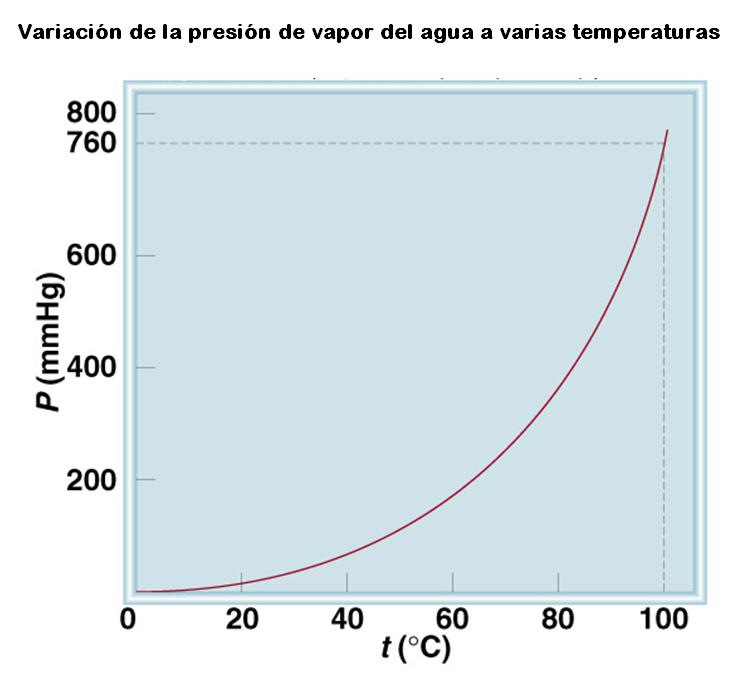 Variación de la presión de vapor del agua a varias temperaturas
800
760
600
400
200
P (mmHg)
0 20 40 60 80 100
t (°C)